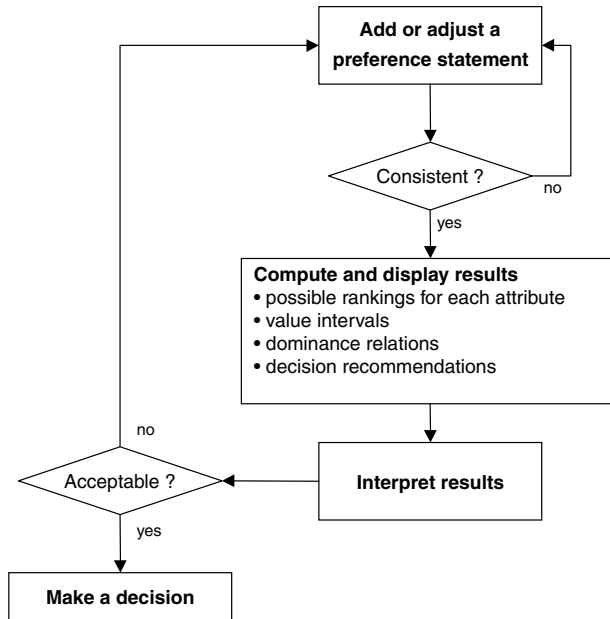 Add or adjust a
preference statement
Consistent ?
no
yes
Compute and display results
• possible rankings for each attribute
• value intervals
• dominance relations
• decision recommendations
no
Interpret results
Acceptable ?
yes
Make a decision